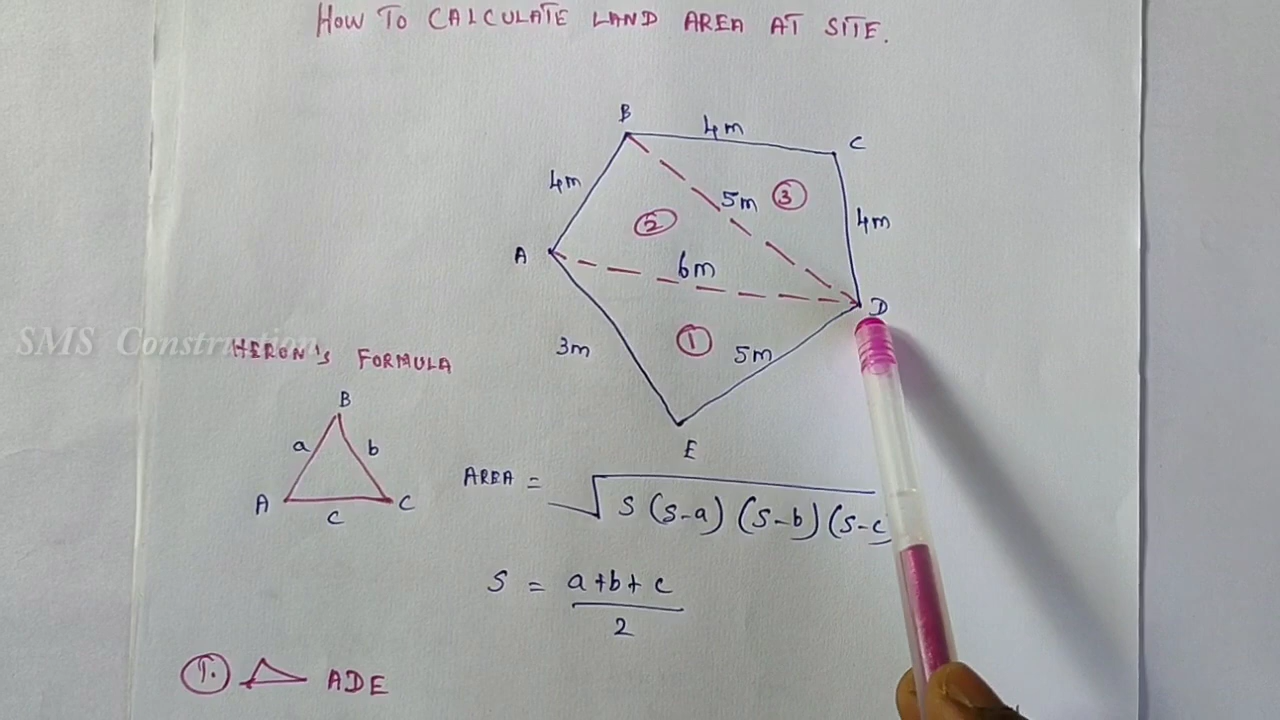 HOW TO CALCULATE LAND AREA AT SITE.
B
4m
C
4m
5m
3
4m
2
A
6m
D
1
3m
5m
E
SMS Construction
HERON'S FORMULA
B
a
b
A
C
c
AREA = √ S (S-a) (S-b) (S-c
S = a+b+c
2
1. ADE